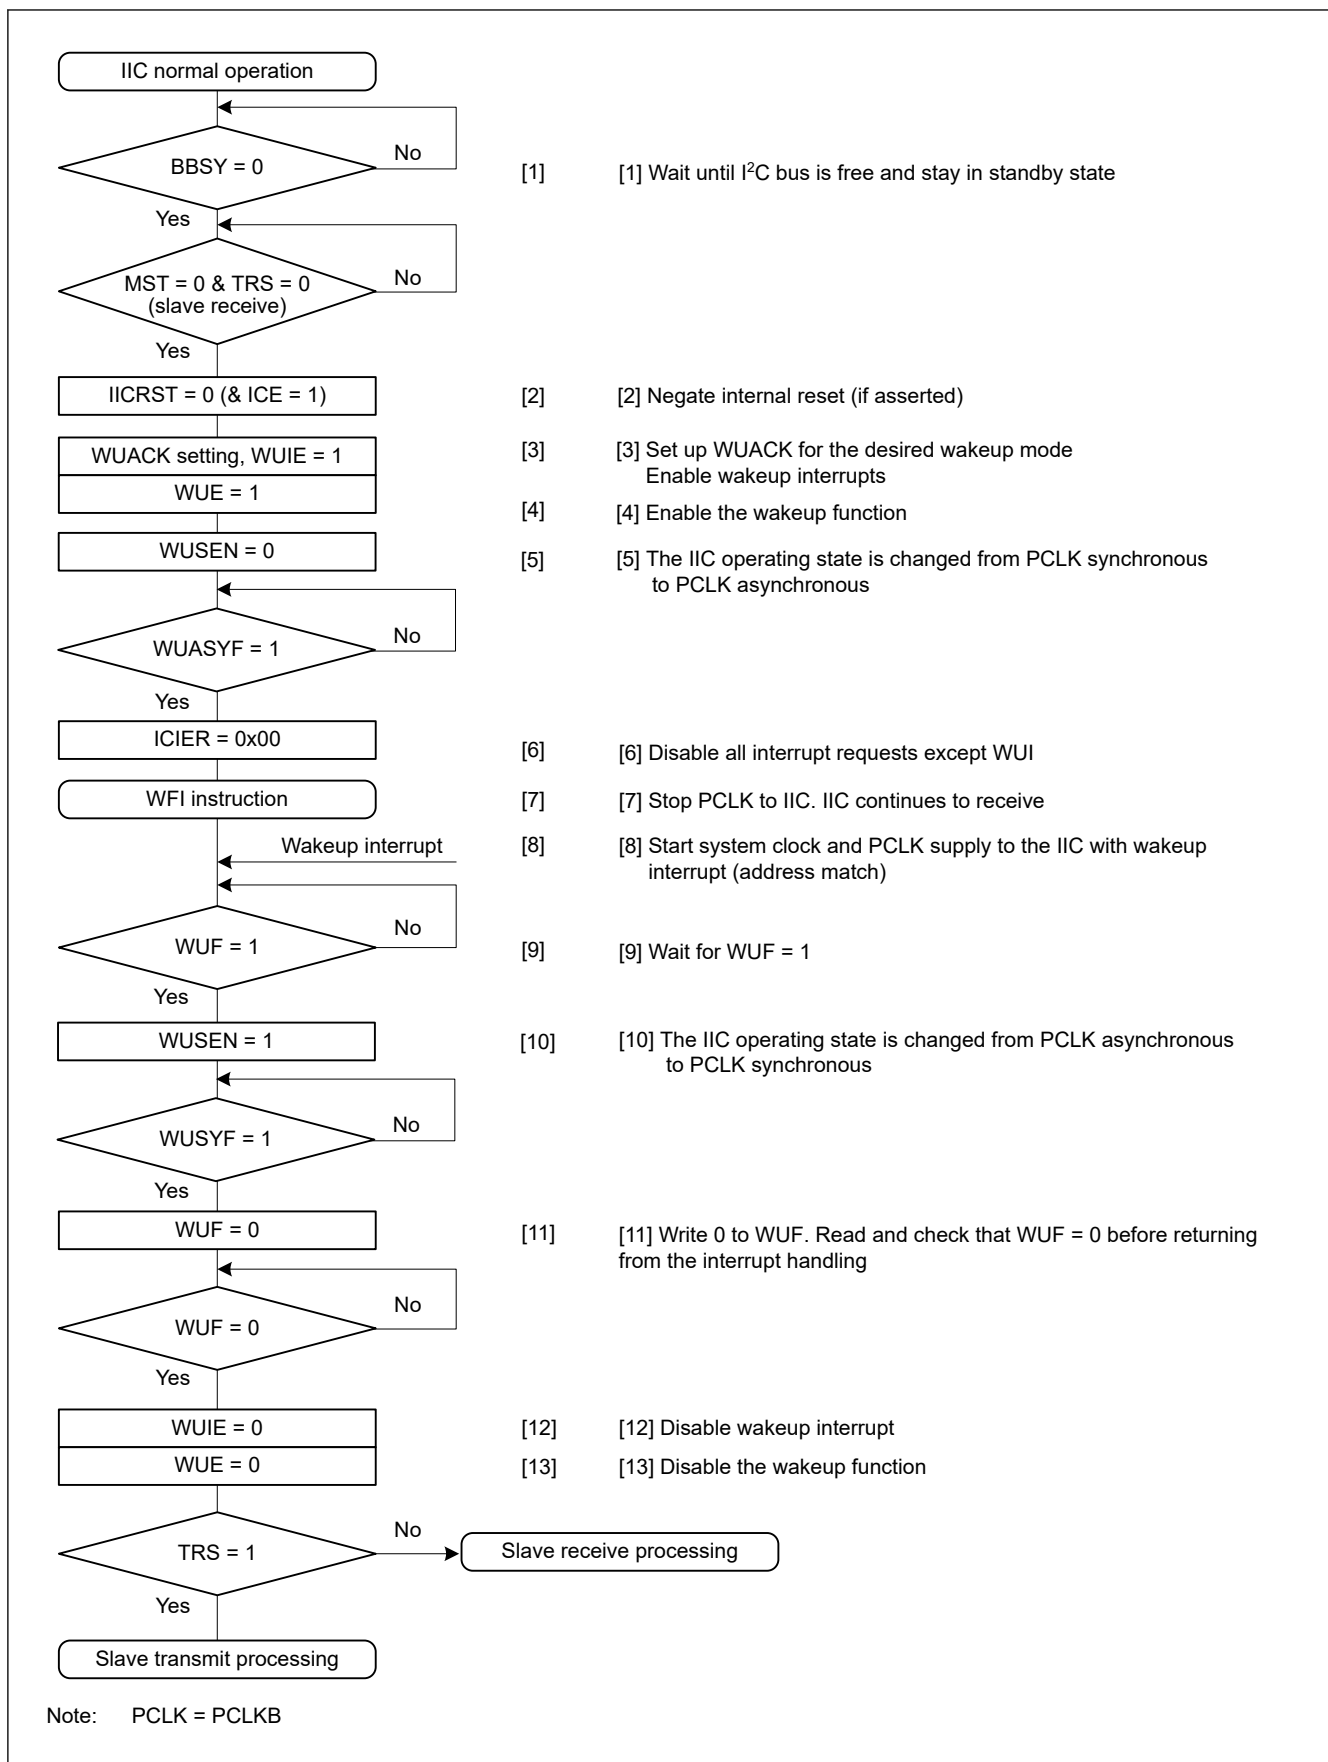 IIC normal operation
BBSY = 0
No
[1]
[1] Wait until I²C bus is free and stay in standby state
Yes
MST = 0 & TRS = 0
(slave receive)
No
Yes
IICRST = 0 (& ICE = 1)
[2]
[2] Negate internal reset (if asserted)
WUACK setting, WUIE = 1
[3]
[3] Set up WUACK for the desired wakeup mode
Enable wakeup interrupts
WUE = 1
[4]
[4] Enable the wakeup function
WUSEN = 0
[5]
[5] The IIC operating state is changed from PCLK synchronous
to PCLK asynchronous
WUASYF = 1
No
Yes
ICIER = 0x00
[6]
[6] Disable all interrupt requests except WUI
WFI instruction
[7]
[7] Stop PCLK to IIC. IIC continues to receive
Wakeup interrupt
[8]
[8] Start system clock and PCLK supply to the IIC with wakeup
interrupt (address match)
WUF = 1
No
[9]
[9] Wait for WUF = 1
Yes
WUSEN = 1
[10]
[10] The IIC operating state is changed from PCLK asynchronous
to PCLK synchronous
WUSYF = 1
No
Yes
WUF = 0
[11]
[11] Write 0 to WUF. Read and check that WUF = 0 before returning
from the interrupt handling
WUF = 0
No
Yes
WUIE = 0
[12]
[12] Disable wakeup interrupt
WUE = 0
[13]
[13] Disable the wakeup function
TRS = 1
No
Slave receive processing
Yes
Slave transmit processing
Note: PCLK = PCLKB